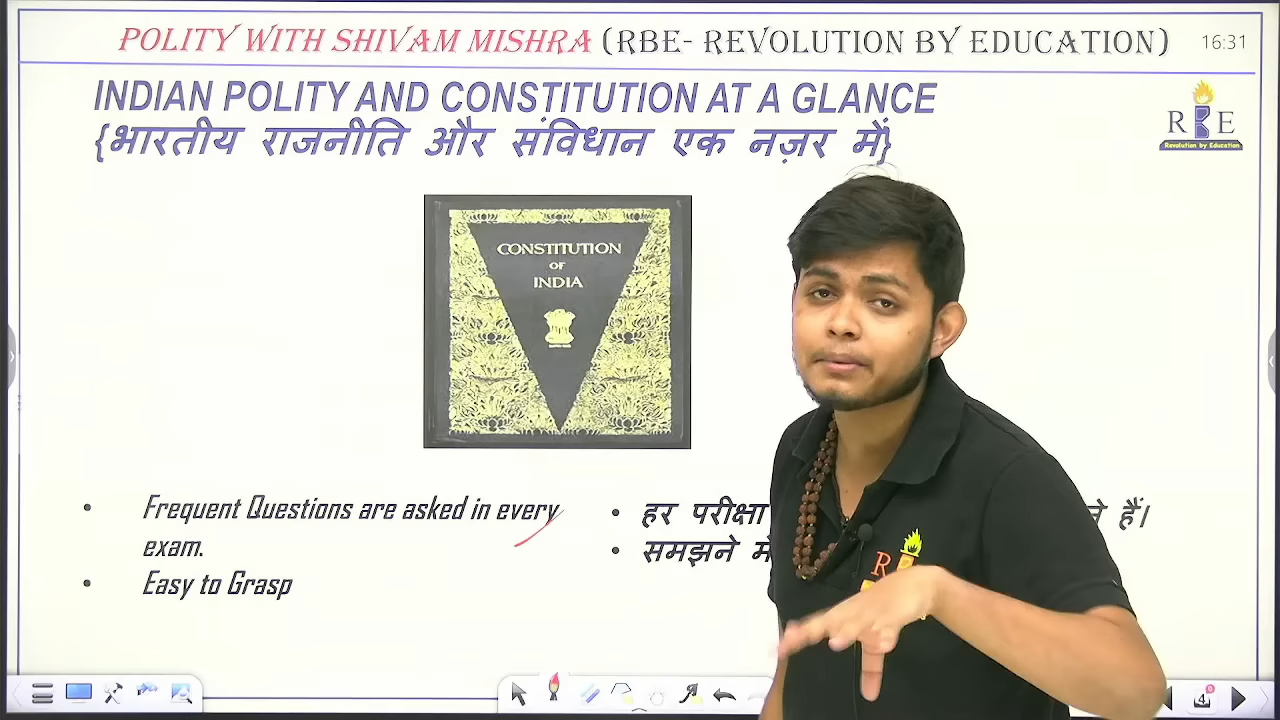 POLITY WITH SHIVAM MISHRA (RBE- REVOLUTION BY EDUCATION)
16:31
INDIAN POLITY AND CONSTITUTION AT A GLANCE
{भारतीय राजनीति और संविधान एक नज़र में}
R E
Revolution by Education
CONSTITUTION
OF
INDIA
• Frequent Questions are asked in every
exam.
• Easy to Grasp
• हर परीक्षा हैं।
• समझने
R
4